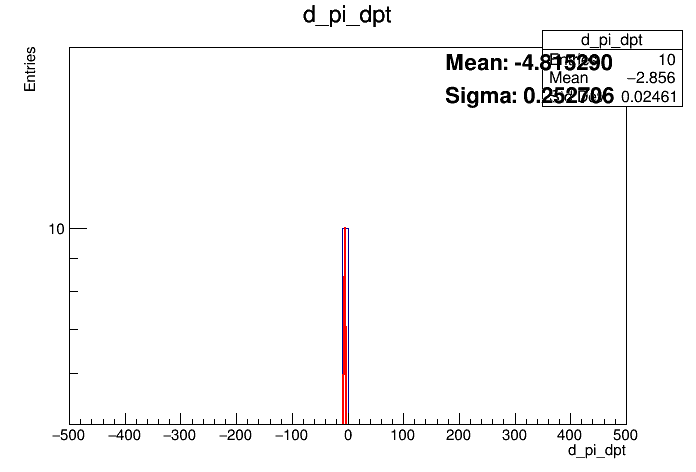 d_pi_dpt
Entries
d_pi_dpt
Mean: -4.815290
10
Mean −2.856
Sigma: 0.252706
0.02461
10
−500 −400 −300 −200 −100 0 100 200 300 400 500
d_pi_dpt